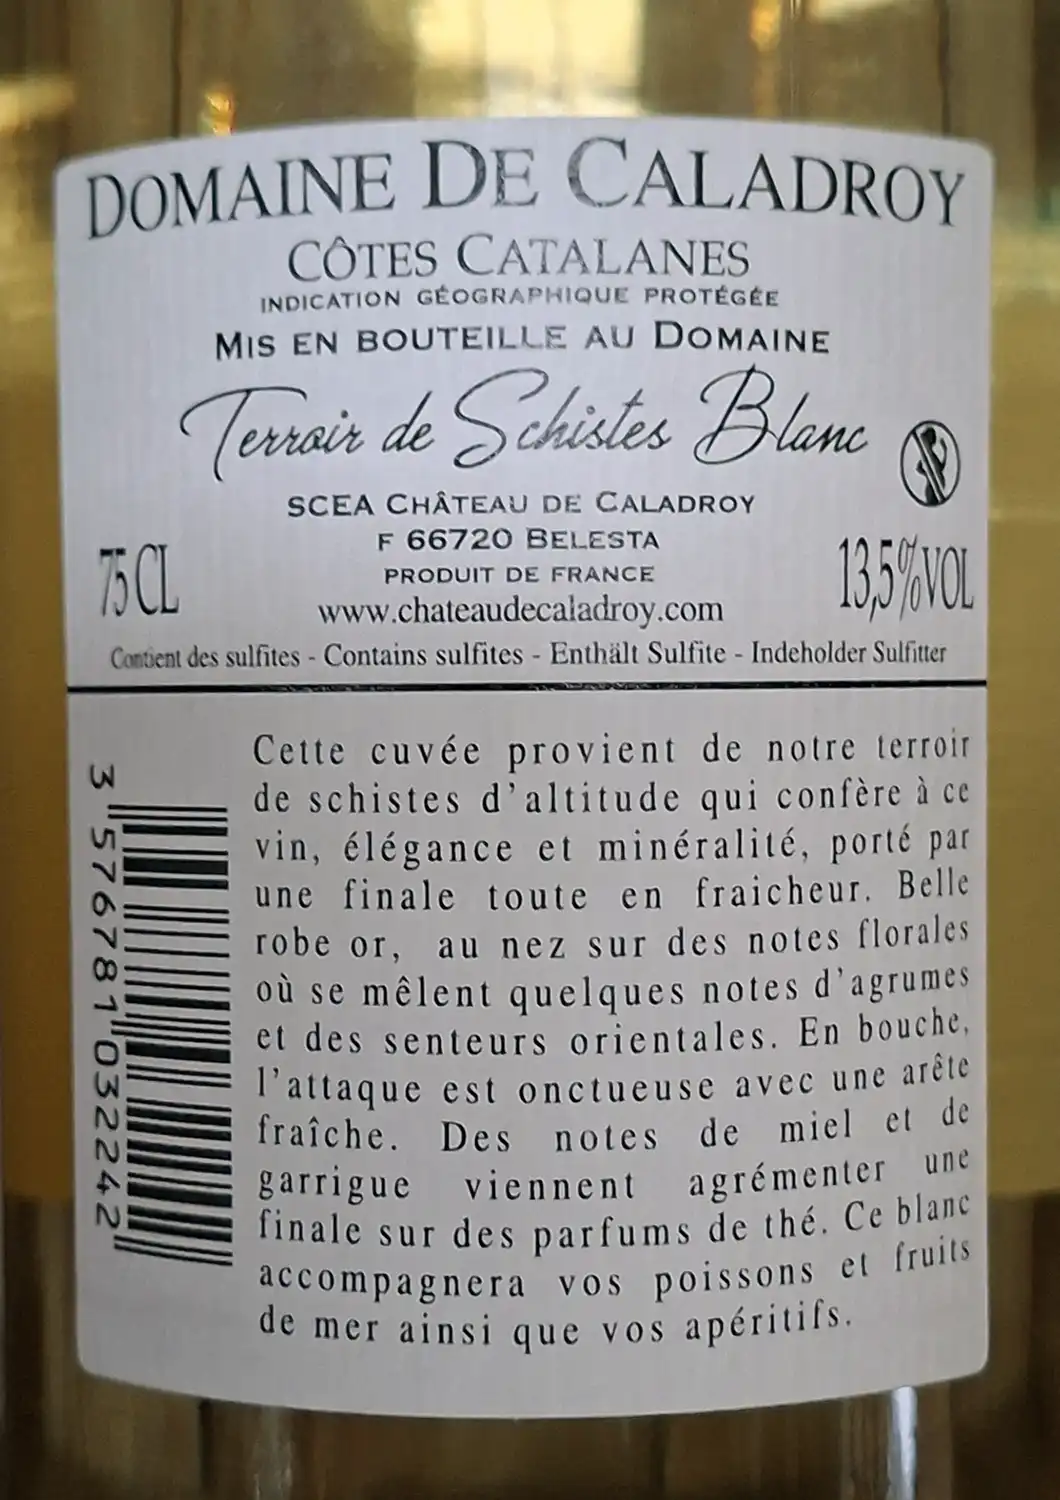 DOMAINE DE CALADROY
CÔTES CATALANES
INDICATION GÉOGRAPHIQUE PROTÉGÉE
MIS EN BOUTEILLE AU DOMAINE
Terroir de Schistes Blanc
SCEA CHÂTEAU DE CALADROY
F 66720 BELESTA
PRODUIT DE FRANCE
75 CL
13,5%VOL
www.chateaudecaladroy.com
Contient des sulfites - Contains sulfites - Enthält Sulfite - Indeholder Sulfitter
3 576781 032242
Cette cuvée provient de notre terroir
de schistes d'altitude qui confère à ce
vin, élégance et minéralité, porté par
une finale toute en fraicheur. Belle
robe or, au nez sur des notes florales
où se mêlent quelques notes d'agrumes
et des senteurs orientales. En bouche,
l'attaque est onctueuse avec une arête
fraîche. Des notes de miel et de
garrigue viennent agrémenter une
finale sur des parfums de thé. Ce blanc
accompagnera vos poissons et fruits
de mer ainsi que vos apéritifs.